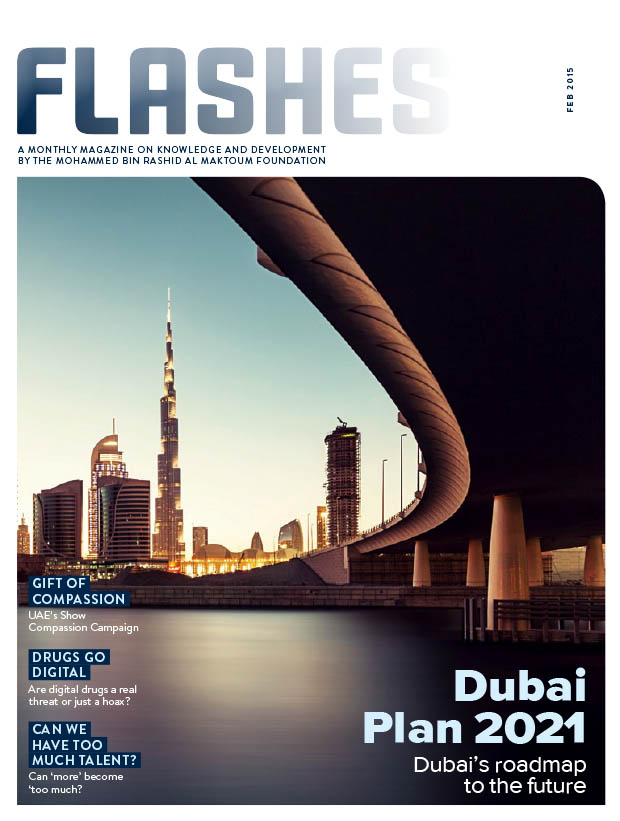 FLASHES
FEB 2015
A MONTHLY MAGAZINE ON KNOWLEDGE AND DEVELOPMENT
BY THE MOHAMMED BIN RASHID AL MAKTOUM FOUNDATION
GIFT OF
COMPASSION
UAE's Show
Compassion Campaign
DRUGS GO
DIGITAL
Are digital drugs a real
threat or just a hoax?
CAN WE
HAVE TOO
MUCH TALENT?
Can ‘more’ become
‘too much?
Dubai
Plan 2021
Dubai’s roadmap
to the future